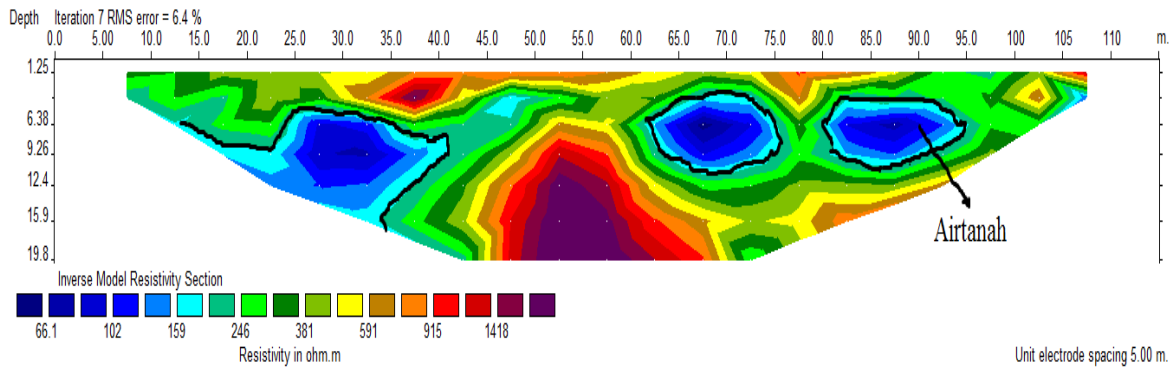 Depth Iteration 7 RMS error = 6.4 %
0.0 5.00 10.0 15.0 20.0 25.0 30.0 35.0 40.0 45.0 50.0 55.0 60.0 65.0 70.0 75.0 80.0 85.0 90.0 95.0 100 105 110 m.
1.25
6.38
9.26
12.4
15.9
19.8
Airtanah
Inverse Model Resistivity Section
66.1 102 159 246 381 591 915 1418
Resistivity in ohm.m
Unit electrode spacing 5.00 m.